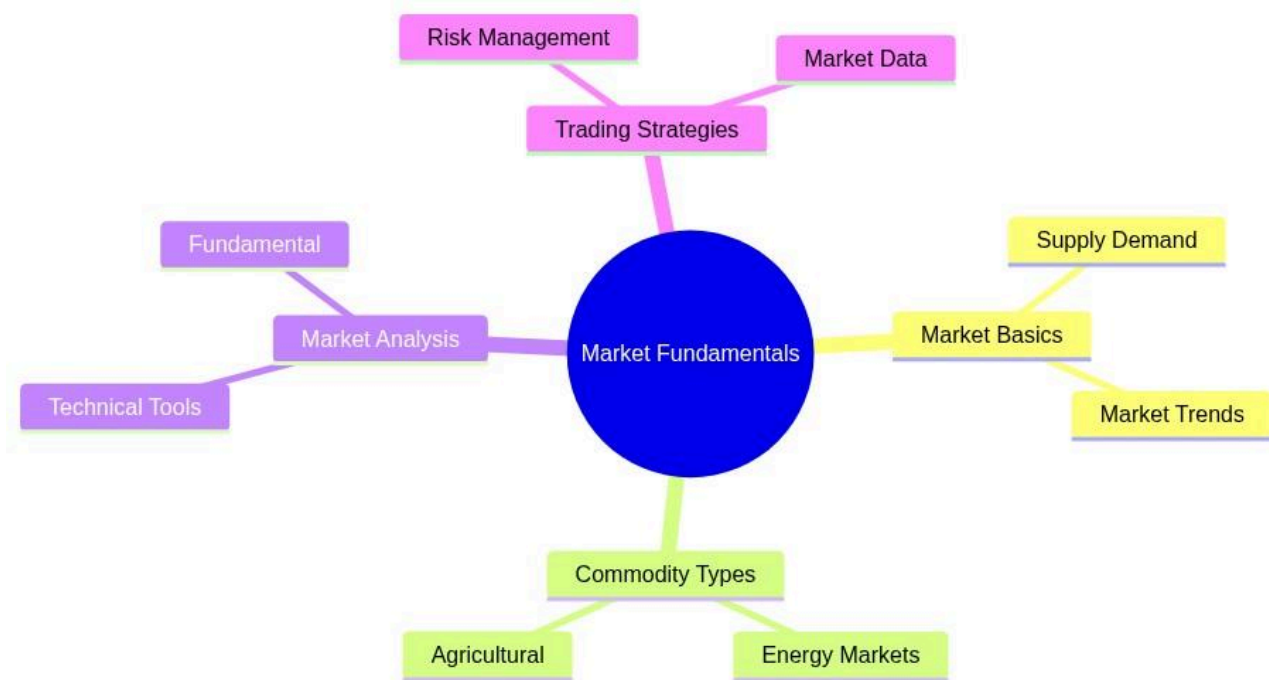 Risk Management
Market Data
Trading Strategies
Fundamental
Supply Demand
Market Analysis
Market Fundamentals
Market Basics
Technical Tools
Market Trends
Commodity Types
Agricultural
Energy Markets